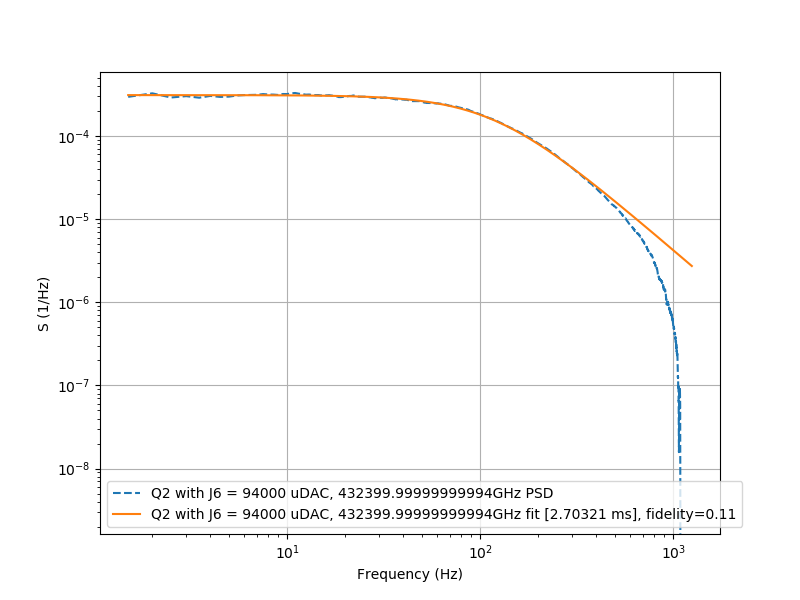 S (1/Hz)
10⁻⁴
10⁻⁵
10⁻⁶
10⁻⁷
10⁻⁸
Q2 with J6 = 94000 uDAC, 432399.99999999994GHz PSD
Q2 with J6 = 94000 uDAC, 432399.99999999994GHz fit [2.70321 ms], fidelity=0.11
10¹ 10² 10³
Frequency (Hz)